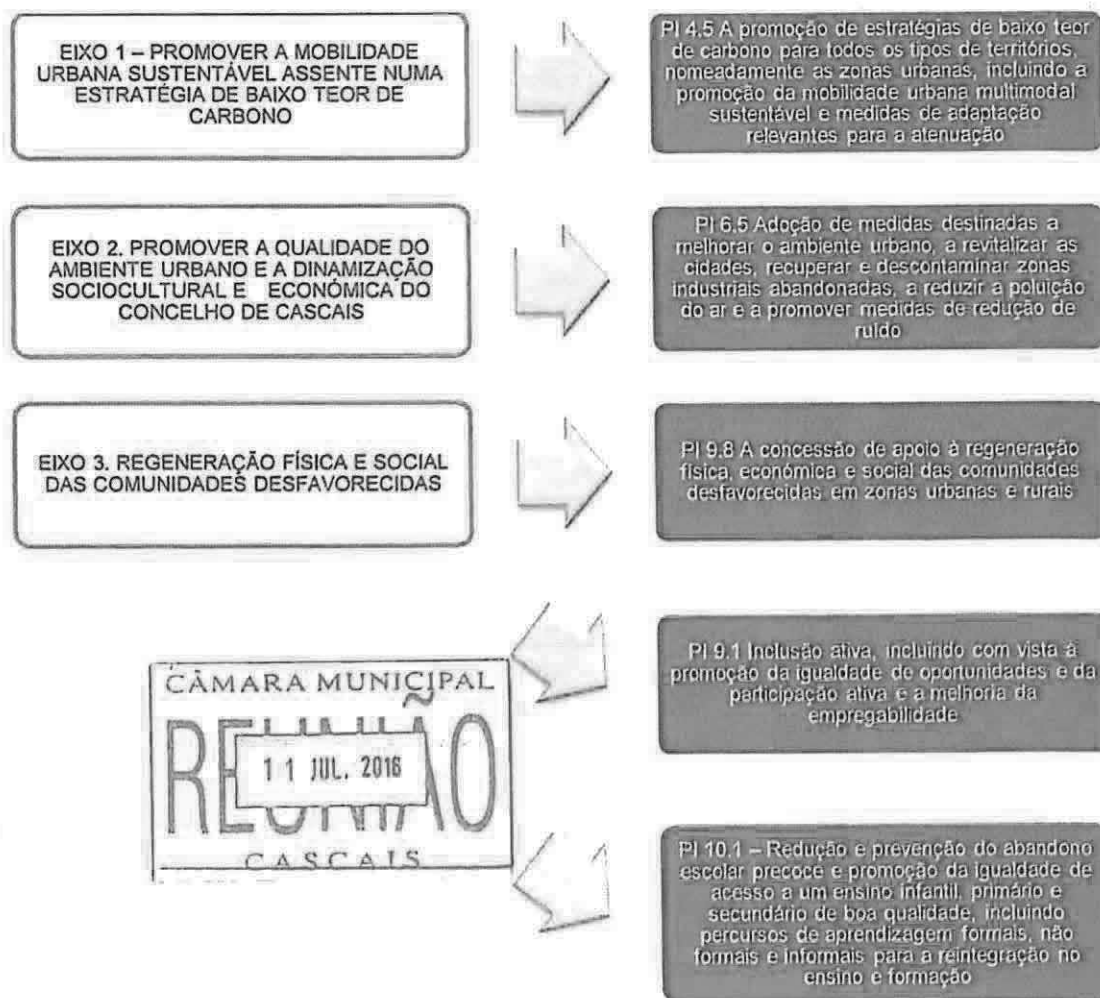 EIXO 1 – PROMOVER A MOBILIDADE
URBANA SUSTENTÁVEL ASSENTE NUMA
ESTRATÉGIA DE BAIXO TEOR DE
CARBONO
PI 4.5 A promoção de estratégias de baixo teor
de carbono para todos os tipos de territórios,
nomeadamente as zonas urbanas, incluindo a
promoção da mobilidade urbana multimodal
sustentável e medidas de adaptação
relevantes para a atenuação
EIXO 2. PROMOVER A QUALIDADE DO
AMBIENTE URBANO E A DINAMIZAÇÃO
SOCIOCULTURAL E ECONÓMICA DO
CONCELHO DE CASCAIS
PI 6.5 Adoção de medidas destinadas a
melhorar o ambiente urbano, a revitalizar as
cidades, recuperar e descontaminar zonas
industriais abandonadas, a reduzir a poluição
do ar e a promover medidas de redução de
ruído
EIXO 3. REGENERAÇÃO FÍSICA E SOCIAL
DAS COMUNIDADES DESFAVORECIDAS
PI 9.8 A concessão de apoio à regeneração
física, económica e social das comunidades
desfavorecidas em zonas urbanas e rurais
PI 9.1 Inclusão ativa, incluindo com vista à
promoção da igualdade de oportunidades e da
participação ativa e a melhoria da
empregabilidade
CÂMARA MUNICIPAL
REUNIÃO
11 JUL. 2016
CASCAIS
PI 10.1 – Redução e prevenção do abandono
escolar precoce e promoção da igualdade de
acesso a um ensino infantil, primário e
secundário de boa qualidade, incluindo
percursos de aprendizagem formais, não
formais e informais para a reintegração no
ensino e formação